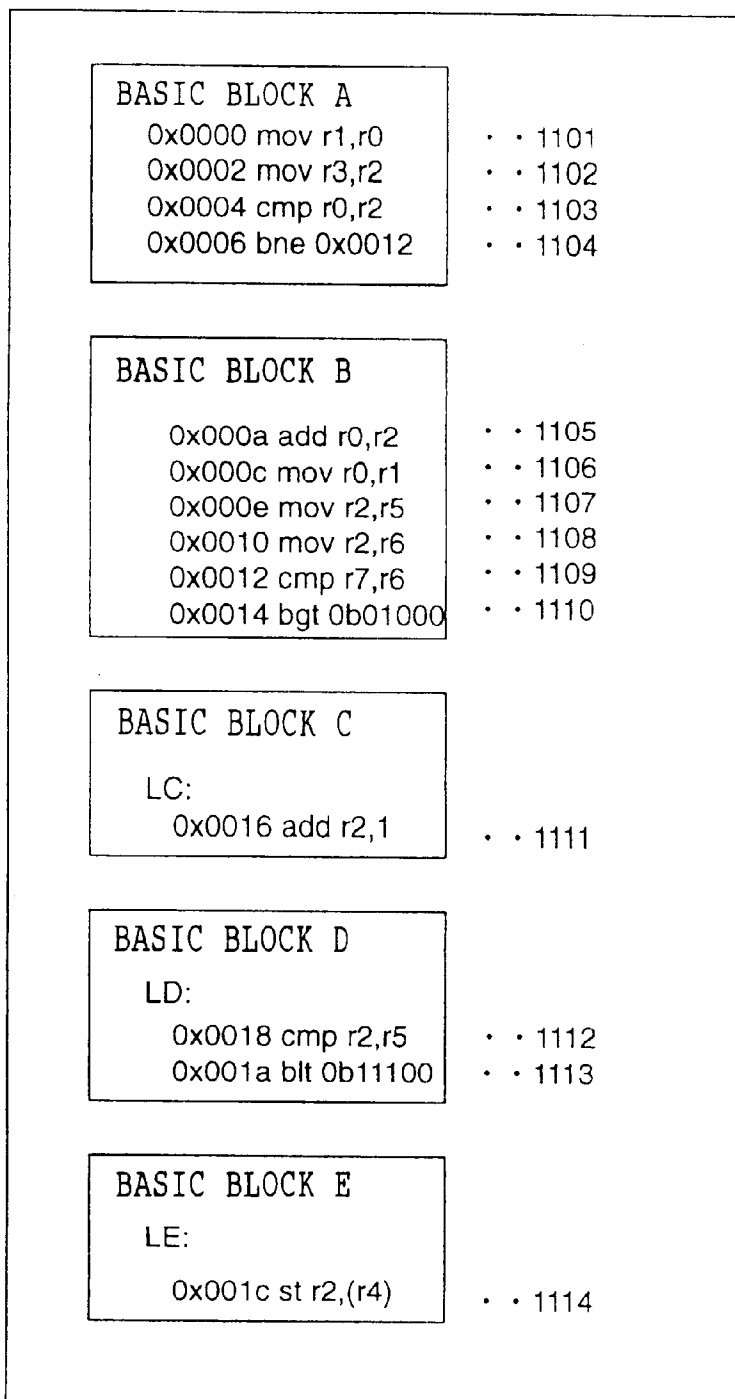 BASIC BLOCK A
0x0000 mov r1,r0 · · 1101
0x0002 mov r3,r2 · · 1102
0x0004 cmp r0,r2 · · 1103
0x0006 bne 0x0012 · · 1104
BASIC BLOCK B
0x000a add r0,r2 · · 1105
0x000c mov r0,r1 · · 1106
0x000e mov r2,r5 · · 1107
0x0010 mov r2,r6 · · 1108
0x0012 cmp r7,r6 · · 1109
0x0014 bgt 0b01000 · · 1110
BASIC BLOCK C
LC:
0x0016 add r2,1 · · 1111
BASIC BLOCK D
LD:
0x0018 cmp r2,r5 · · 1112
0x001a blt 0b11100 · · 1113
BASIC BLOCK E
LE:
0x001c st r2,(r4) · · 1114